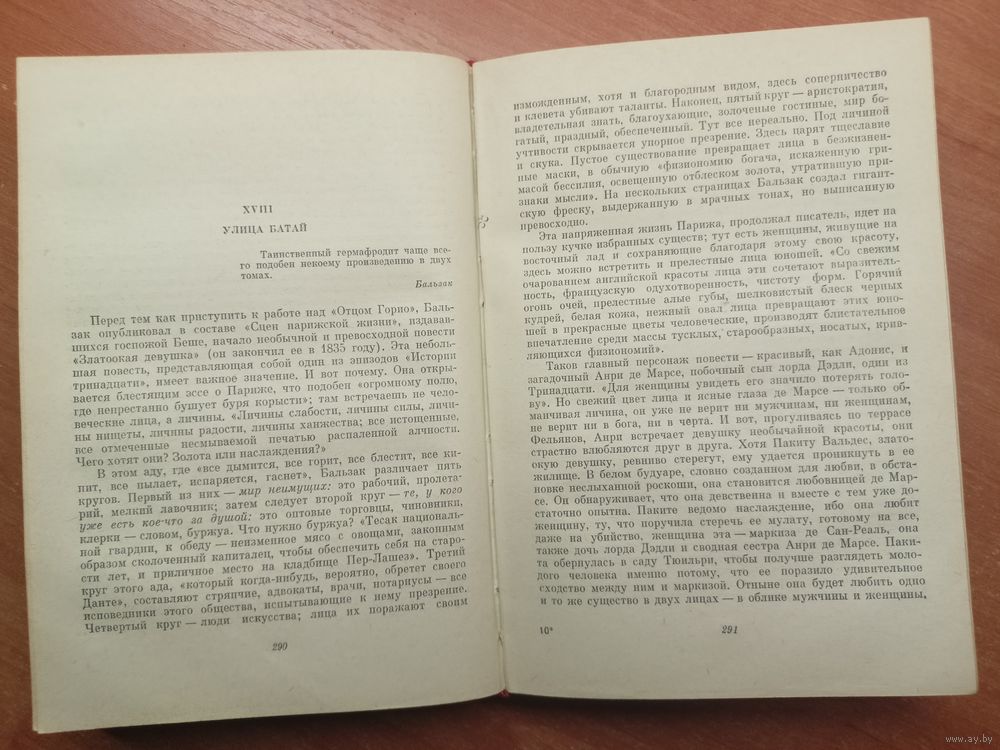 XVIII
УЛИЦА БАТАЙ
Таинственный гермафродит чаще все-
го подобен некоему произведению в двух
томах.
Бальзак
Перед тем как приступить к работе над «Отцом Горио», Баль-
зак опубликовал в составе «Сцен парижской жизни», издавав-
шихся госпожой Беше, начало необычной и превосходной повести
«Златоокая девушка» (он закончил ее в 1835 году). Эта неболь-
шая повесть, представляющая собой один из эпизодов «Истории
тринадцати», имеет важное значение. И вот почему. Она откры-
вается блестящим эссе о Париже, что подобен «огромному полю,
где непрестанно бушует буря корысти»; там встречаешь не чело-
веческие лица, а личины. «Личины слабости, личины силы, личи-
ны нищеты, личины радости, личины ханжества; все истощенные,
все отмеченные несмываемой печатью распаленной алчности.
Чего хотят они? Золота или наслаждения?»
В этом аду, где «все дымится, все горит, все блестит, все ки-
пит, все пылает, испаряется, гаснет», Бальзак различает пять
кругов. Первый из них — мир неимущих: это рабочий, пролета-
рий, мелкий лавочник; затем следует второй круг — те, у кого
уже есть кое-что за душой: это оптовые торговцы, чиновники,
клерки — словом, буржуа. Что нужно буржуа? «Тесак националь-
ной гвардии, к обеду — неизменное мясо с овощами, законным
образом сколоченный капиталец, чтобы обеспечить себя на старо-
сти лет, и приличное место на кладбище Пер-Лашез». Третий
круг этого ада, «который когда-нибудь, вероятно, обретет своего
Данте», составляют стряпчие, адвокаты, врачи, нотариусы — все
исповедники этого общества, испытывающие к нему презрение.
Четвертый круг — люди искусства; лица их поражают своим
290
изможденным, хотя и благородным видом, здесь соперничество
и клевета убивают таланты. Наконец, пятый круг — аристократия,
владетельная знать, благоухающие, золоченые гостиные, мир бо-
гатый, праздный, обеспеченный. Тут все нереально. Под личиной
учтивости скрывается упорное презрение. Здесь царят тщеславие
и скука. Пустое существование превращает лица в безжизнен-
ные маски, в обычную «физиономию богача, искаженную гри-
масой бессилия, освещенную отблеском золота, утратившую при-
знаки мысли». На нескольких страницах Бальзак создал гигант-
скую фреску, выдержанную в мрачных тонах, но выписанную
превосходно.
Эта напряженная жизнь Парижа, продолжал писатель, идет на
пользу кучке избранных существ; тут есть женщины, живущие на
восточный лад и сохраняющие благодаря этому свою красоту,
здесь можно встретить и прелестные лица юношей. «Со свежим
очарованием английской красоты лица эти сочетают выразитель-
ность, французскую одухотворенность, чистоту форм. Горячий
огонь очей, прелестные алые губы, шелковистый блеск черных
кудрей, белая кожа, нежный овал лица превращают этих юно-
шей в прекрасные цветы человеческие, производят блистательное
впечатление среди массы тусклых, старообразных, носатых, крив-
ляющихся физиономий».
Таков главный персонаж повести — красивый, как Адонис, и
загадочный Анри де Марсе, побочный сын лорда Дэдли, один из
Тринадцати. «Для женщины увидеть его значило потерять голо-
ву». Но свежий цвет лица и ясные глаза де Марсе — только об-
манчивая личина, он уже не верит ни мужчинам, ни женщинам,
не верит ни в бога, ни в черта. И вот, прогуливаясь по террасе
Фельянов, Анри встречает девушку необычайной красоты, они
страстно влюбляются друг в друга. Хотя Пакиту Вальдес, злато-
окую девушку, ревниво стерегут, ему удается проникнуть в ее
жилище. В белом будуаре, словно созданном для любви, в обста-
новке неслыханной роскоши, она становится любовницей де Мар-
се. Он обнаруживает, что она девственна и вместе с тем уже до-
статочно опытна. Паките ведомо наслаждение, ибо она любит
женщину, ту, что поручила стеречь ее мулату, готовому на все,
даже на убийство, женщина эта — маркиза де Сан-Реаль, она
также дочь лорда Дэдли и сводная сестра Анри де Марсе. Паки-
та обернулась в саду Тюильри, чтобы получше разглядеть моло-
дого человека именно потому, что ее поразило удивительное
сходство между ним и маркизой. Отныне она будет любить одно
и то же существо в двух лицах — в облике мужчины и женщины,
10*
291
www.ay.by